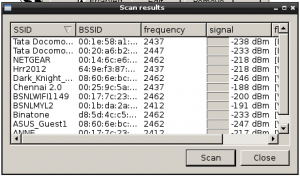 Scan results
SSID BSSID frequency signal f
Tata Docomo... 00:1e:58:a1:... 2437 -238 dBm [
Tata Docomo... 00:20:a6:b2:... 2447 -233 dBm [
NETGEAR 00:14:6c:e6:... 2462 -218 dBm [
Hrr2012 64:9e:f3:87:... 2437 -218 dBm [
Dark_Knight_... 08:60:6e:bc:... 2462 -246 dBm [
Chennai 2.0 00:25:9c:5a:... 2437 -188 dBm [
BSNLWIFI1149 00:17:7c:23:... 2462 -200 dBm [
BSNLMYL2 00:1b:da:2a:... 2412 -191 dBm [
Binatone d8:5d:4c:c5:... 2462 -233 dBm [
ASUS_Guest1 08:60:6e:bc:... 2462 -247 dBm [
ANNE 00:17:7c:23:... 2412 -217 dBm [
Scan Close